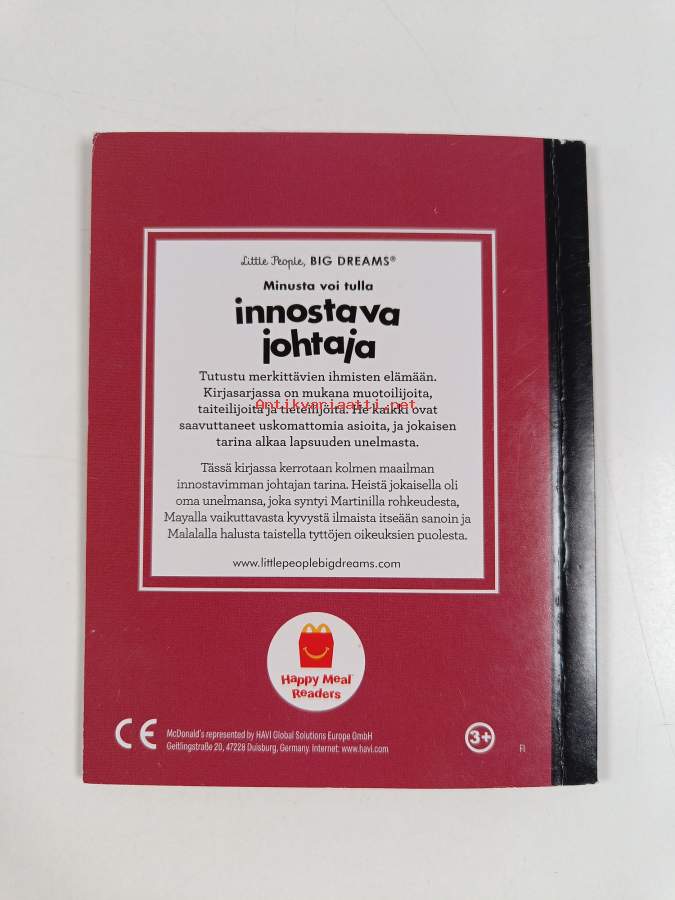 Little People, BIG DREAMS®
Minusta voi tulla
innostava
johtaja
Tutustu merkittävien ihmisten elämään.
Kirjasarjassa on mukana muotoilijoita,
taiteilijoita ja tieteilijöitä. He kaikki ovat
Antikvariaatti.net
saavuttaneet uskomattomia asioita, ja jokaisen
tarina alkaa lapsuuden unelmasta.
Tässä kirjassa kerrotaan kolmen maailman
innostavimman johtajan tarina. Heistä jokaisella oli
oma unelmansa, joka syntyi Martinilla rohkeudesta,
Mayalla vaikuttavasta kyvystä ilmaista itseään sanoin ja
Malalalla halusta taistella tyttöjen oikeuksien puolesta.
www.littlepeoplebigdreams.com
Happy Meal
Readers
CE
McDonald's represented by HAVI Global Solutions Europe GmbH
Geitlingstraße 20, 47228 Duisburg, Germany. Internet: www.havi.com
3+
FI